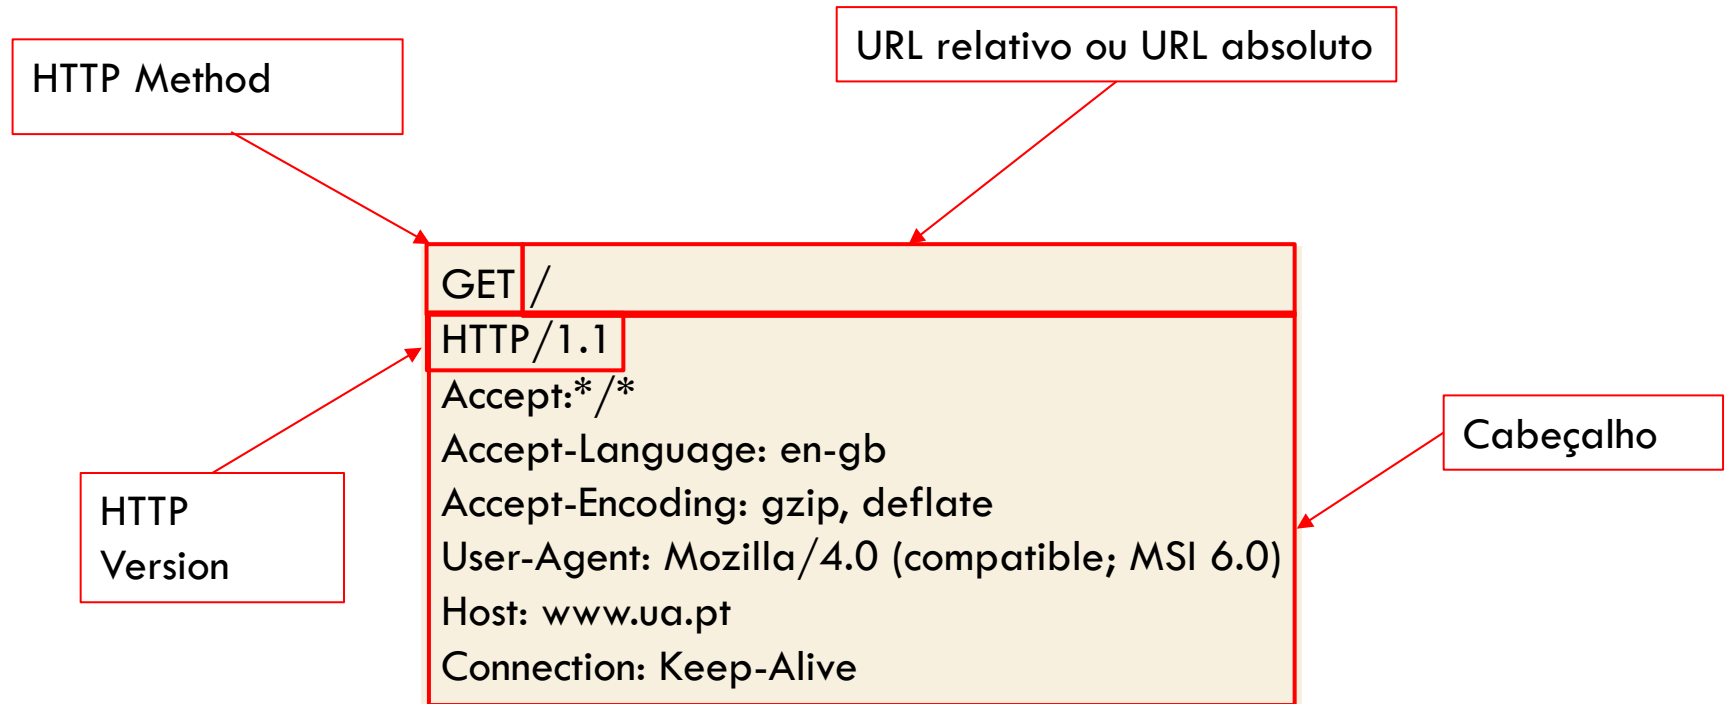 HTTP Method
URL relativo ou URL absoluto
GET /
HTTP/1.1
Accept:*/*
Accept-Language: en-gb
Accept-Encoding: gzip, deflate
User-Agent: Mozilla/4.0 (compatible; MSI 6.0)
Host: www.ua.pt
Connection: Keep-Alive
HTTP
Version
Cabeçalho